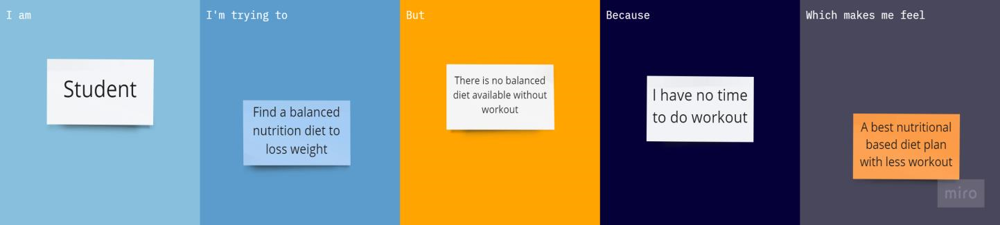 I am
Student
I'm trying to
Find a balanced
nutrition diet to
loss weight
But
There is no balanced
diet available without
workout
Because
I have no time
to do workout
Which makes me feel
A best nutritional
based diet plan
with less workout
miro